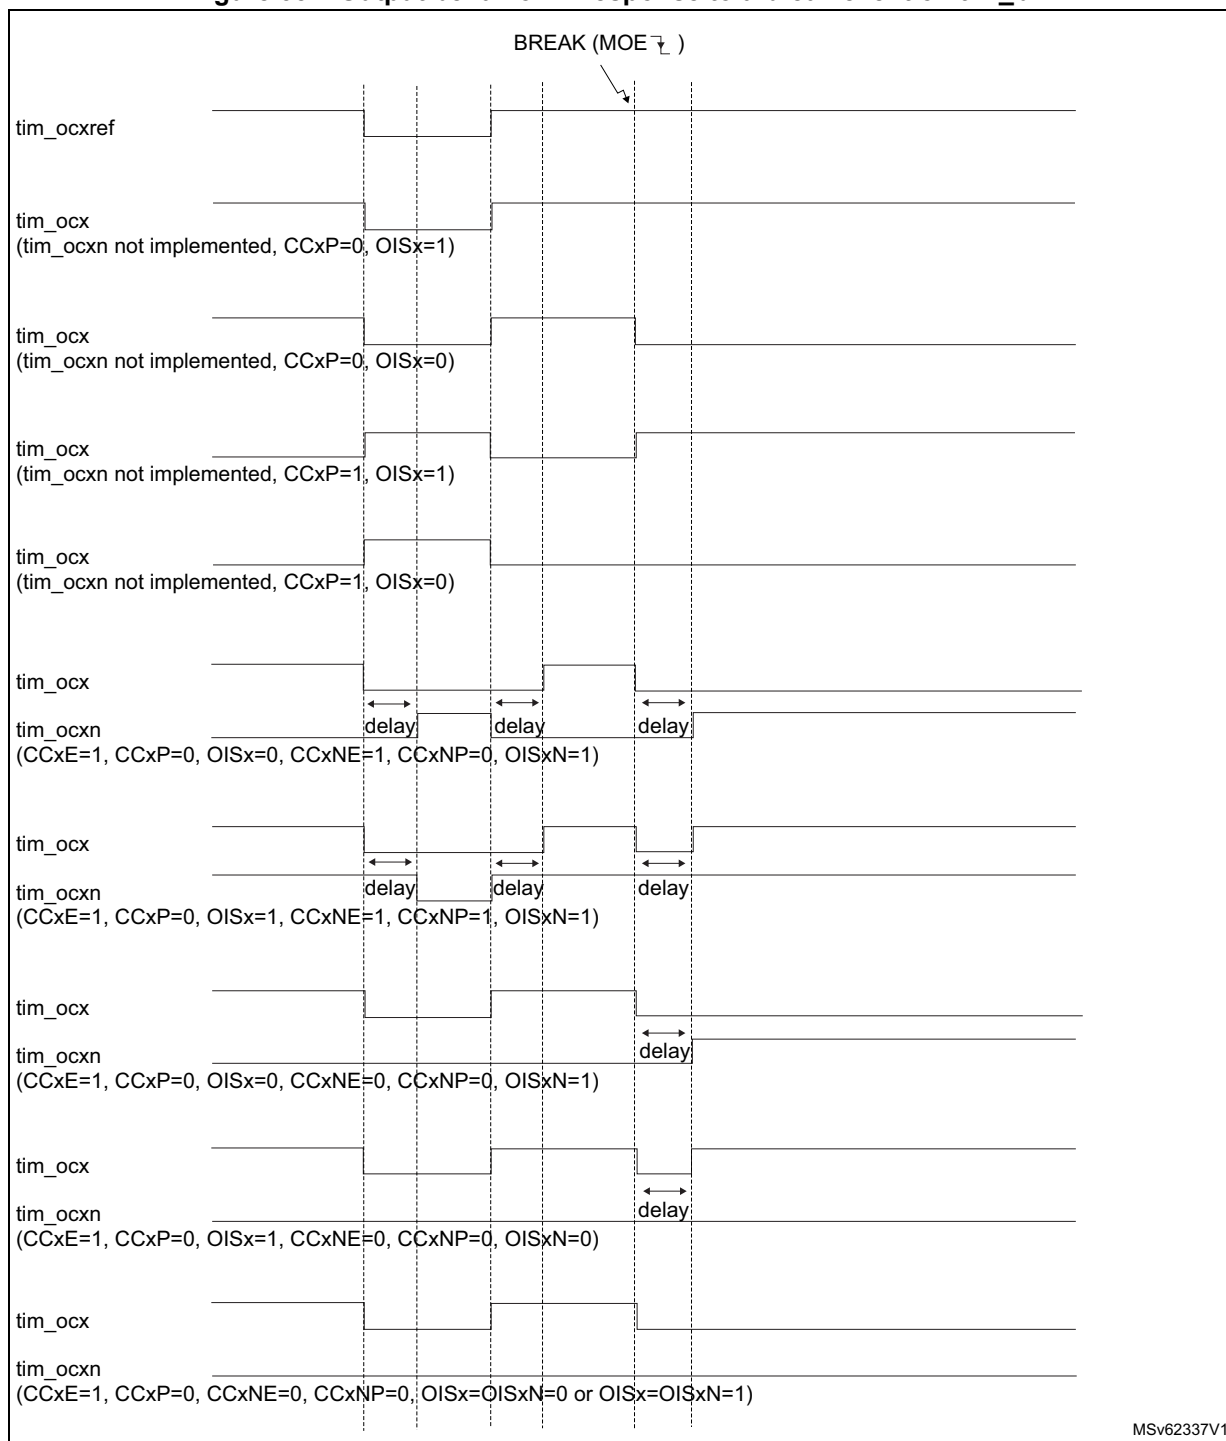 BREAK (MOE )
tim_ocxref
tim_ocx
(tim_ocxn not implemented, CCxP=0, OISx=1)
tim_ocx
(tim_ocxn not implemented, CCxP=0, OISx=0)
tim_ocx
(tim_ocxn not implemented, CCxP=1, OISx=1)
tim_ocx
(tim_ocxn not implemented, CCxP=1, OISx=0)
tim_ocx
tim_ocxn delay delay delay
(CCxE=1, CCxP=0, OISx=0, CCxNE=1, CCxNP=0, OISxN=1)
tim_ocx
tim_ocxn delay delay delay
(CCxE=1, CCxP=0, OISx=1, CCxNE=1, CCxNP=1, OISxN=1)
tim_ocx
tim_ocxn delay
(CCxE=1, CCxP=0, OISx=0, CCxNE=0, CCxNP=0, OISxN=1)
tim_ocx
tim_ocxn delay
(CCxE=1, CCxP=0, OISx=1, CCxNE=0, CCxNP=0, OISxN=0)
tim_ocx
tim_ocxn
(CCxE=1, CCxP=0, CCxNE=0, CCxNP=0, OISx=OISxN=0 or OISx=OISxN=1)
MSv62337V1